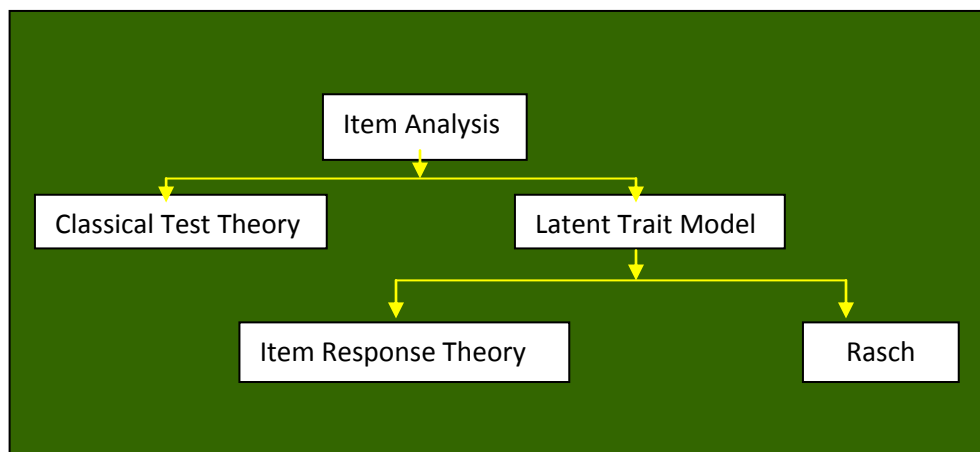 Item Analysis
Classical Test Theory
Latent Trait Model
Item Response Theory
Rasch